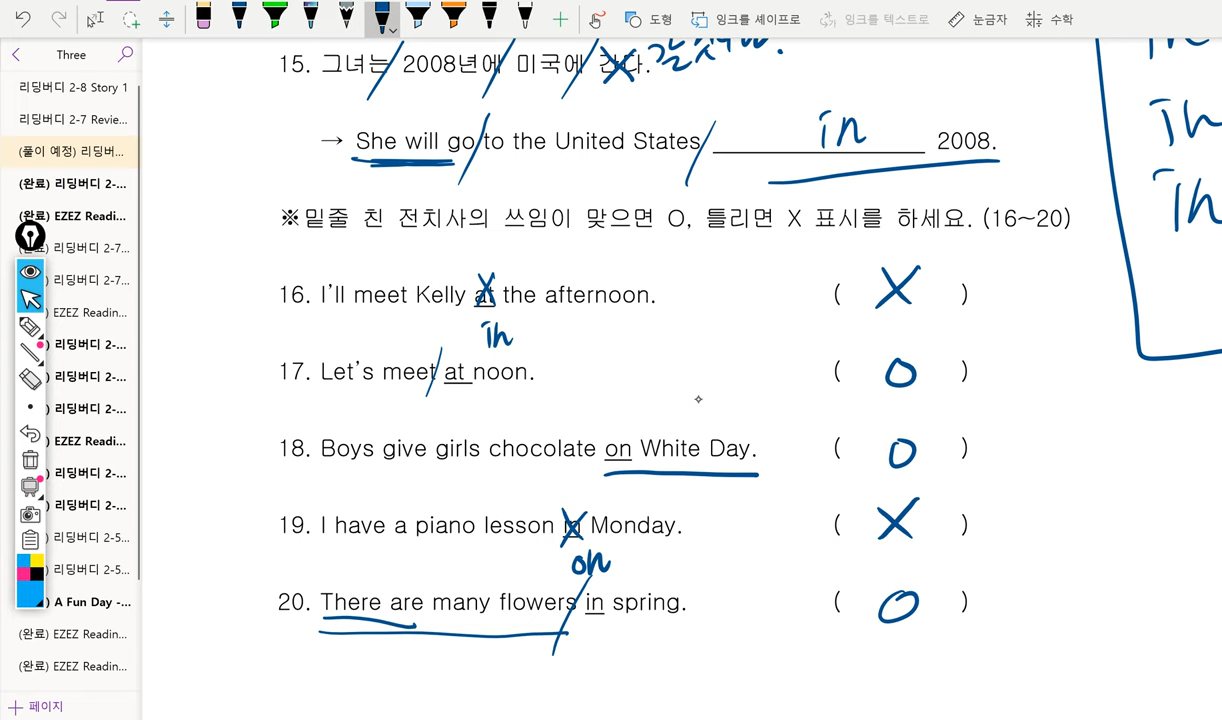 도형
잉크를 셰이프로
잉크를 텍스트로
눈금자
수학
Three
리딩버디 2-8 Story 1
리딩버디 2-7 Revie...
(풀이 예정) 리딩버...
(완료) 리딩버디 2-...
(완료) EZEZ Readi...
) 리딩버디 2-7...
) 리딩버디 2-7...
) EZEZ Readin...
) 리딩버디 2-...
) 리딩버디 2-...
) 리딩버디 2-...
) EZEZ Readi...
) 리딩버디 2-...
) 리딩버디 2-...
) 리딩버디 2-5...
) 리딩버디 2-5...
) A Fun Day -...
(완료) EZEZ Readin...
(완료) EZEZ Readin...
페이지
15. 그녀는 2008년에 미국에 간다.
→ She will go to the United States in 2008.
in
in
in
※밑줄 친 전치사의 쓰임이 맞으면 O, 틀리면 X 표시를 하세요. (16~20)
16. I'll meet Kelly at the afternoon. ( X )
in
17. Let's meet at noon. ( O )
18. Boys give girls chocolate on White Day. ( O )
19. I have a piano lesson in Monday. ( X )
on
20. There are many flowers in spring. ( O )